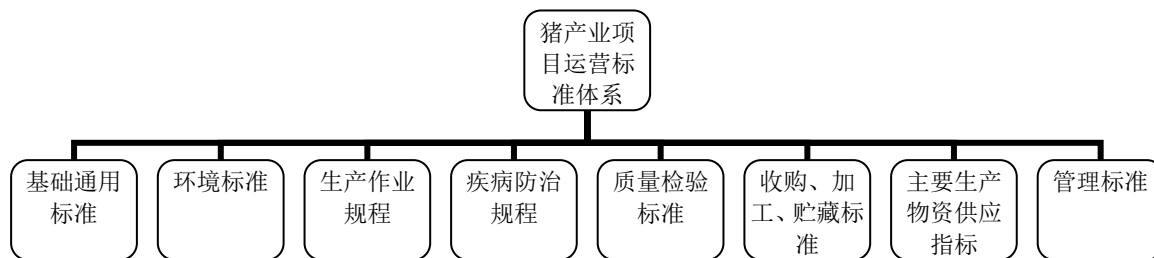 猪产业项
目运营标
准体系
基础通用
标准
环境标准
生产作业
规程
疾病防治
规程
质量检验
标准
收购、加
工、贮藏标
准
主要生产
物资供应
指标
管理标准